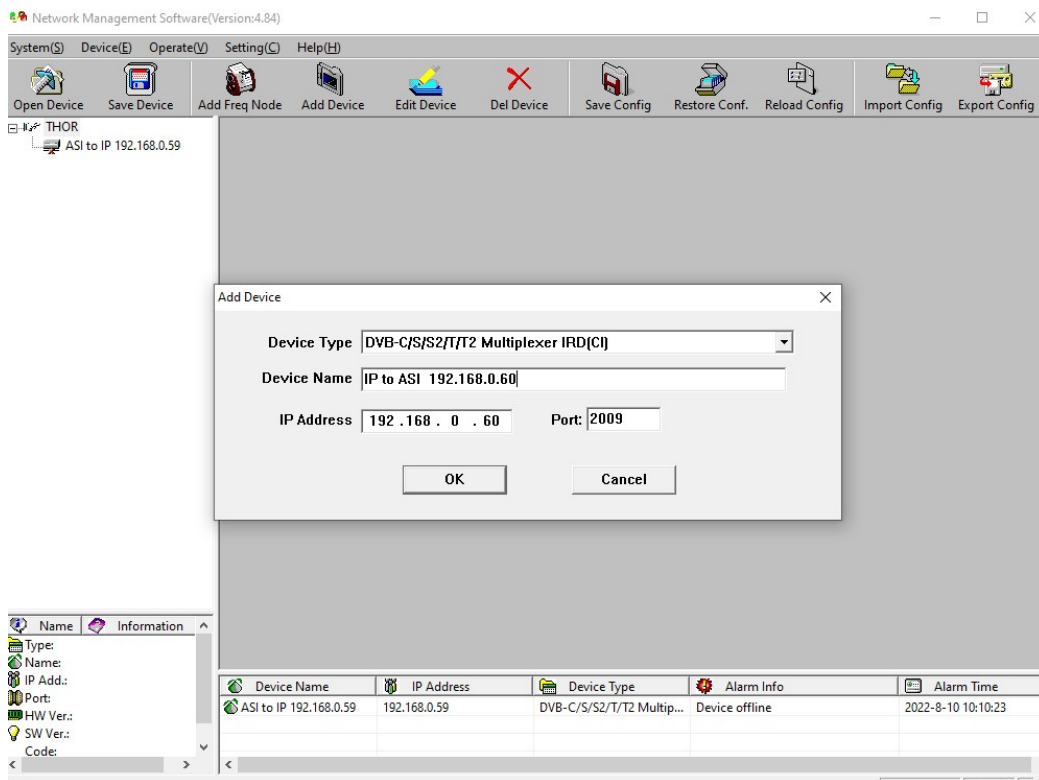 Network Management Software(Version:4.84)
System(S) Device(E) Operate(V) Setting(C) Help(H)
Open Device Save Device Add Freq Node Add Device Edit Device Del Device Save Config Restore Conf. Reload Config Import Config Export Config
THOR
ASI to IP 192.168.0.59
Add Device
Device Type DVB-C/S/S2/T/T2 Multiplexer IRD(CI)
Device Name IP to ASI 192.168.0.60
IP Address 192 .168 . 0 . 60 Port: 2009
OK Cancel
Name Information
Type:
Name:
IP Add.:
Port:
HW Ver.:
SW Ver.:
Code:
Device Name IP Address Device Type Alarm Info Alarm Time
ASI to IP 192.168.0.59 192.168.0.59 DVB-C/S/S2/T/T2 Multip... Device offline 2022-8-10 10:10:23